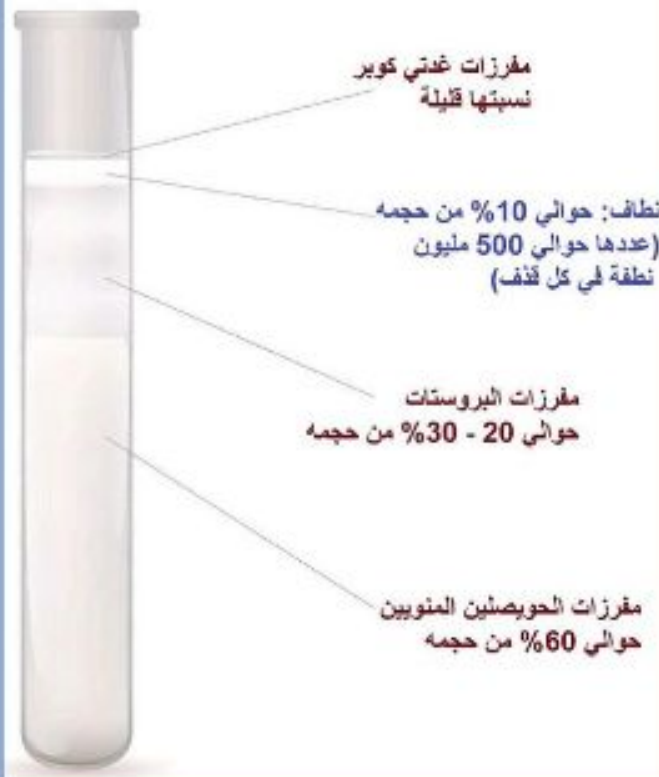 مفرزات غدتي كوبر
نسبتها قليلة
نطاف: حوالي 10% من حجمه
(عددها حوالي 500 مليون
نطفة في كل قذف)
مفرزات البروستات
حوالي 20 - 30% من حجمه
مفرزات الحويصلين المنويين
حوالي 60% من حجمه